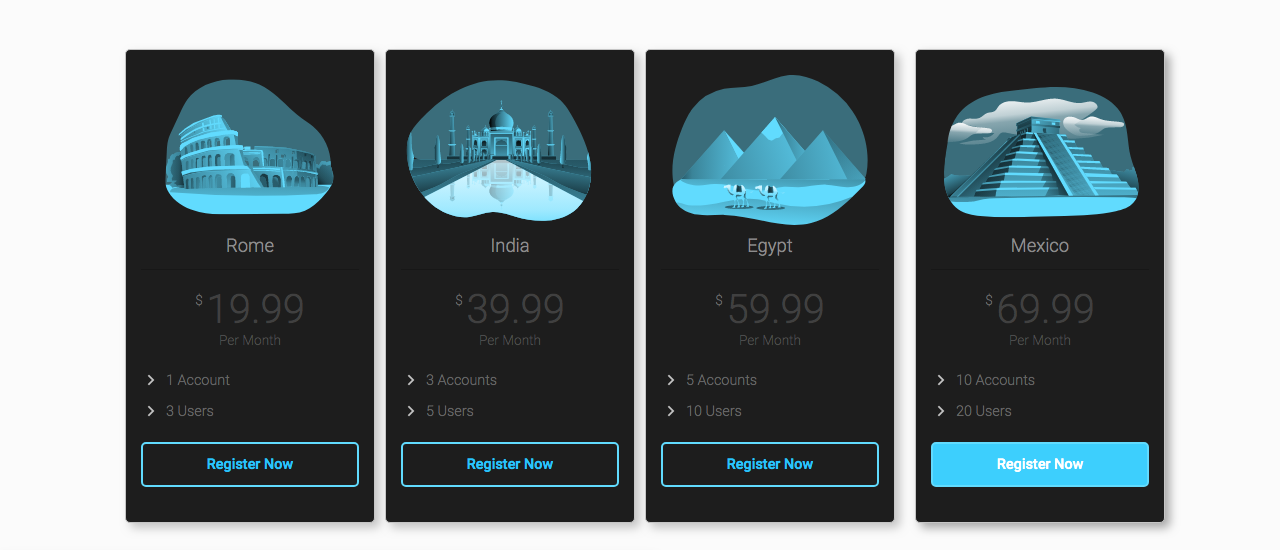 Rome
$19.99
Per Month
1 Account
3 Users
Register Now
India
$39.99
Per Month
3 Accounts
5 Users
Register Now
Egypt
$59.99
Per Month
5 Accounts
10 Users
Register Now
Mexico
$69.99
Per Month
10 Accounts
20 Users
Register Now